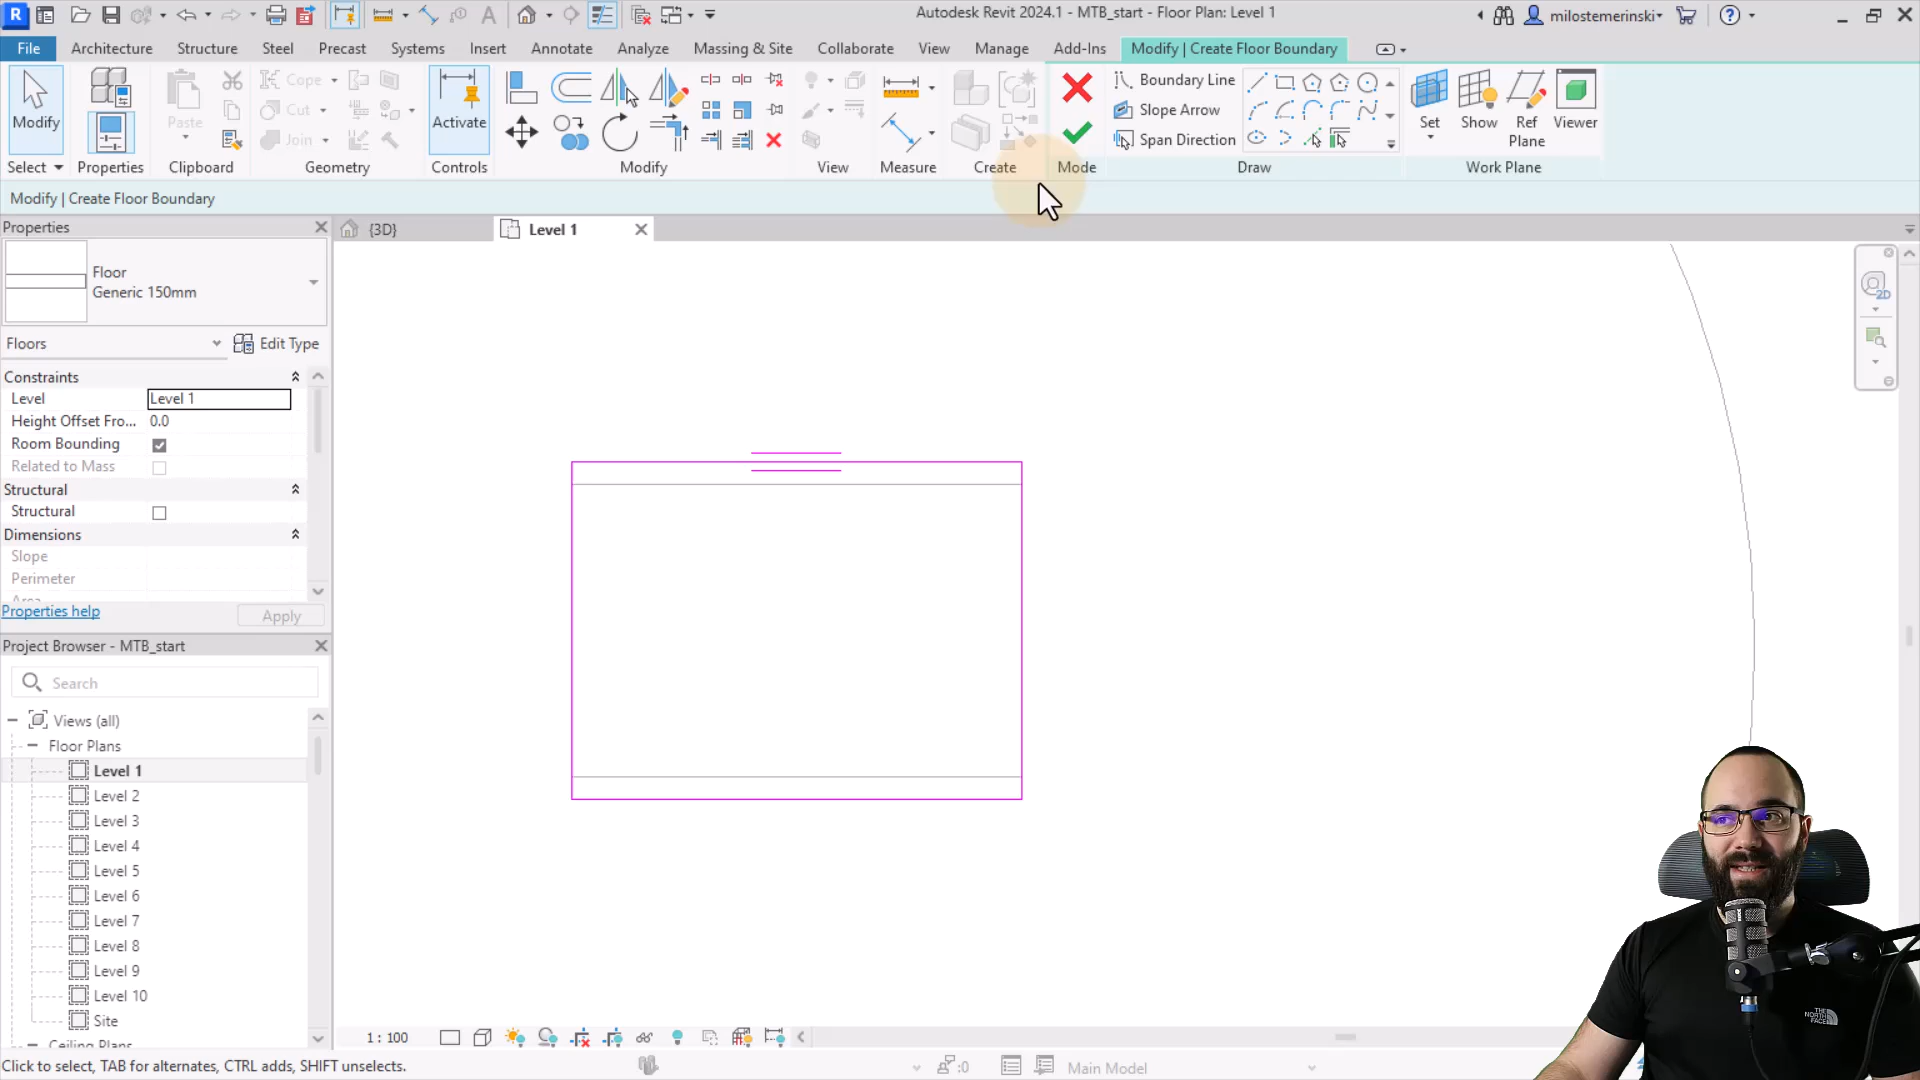 Autodesk Revit 2024.1 - MTB_start - Floor Plan: Level 1
milostemerinski
File Architecture Structure Steel Precast Systems Insert Annotate Analyze Massing & Site Collaborate View Manage Add-Ins Modify | Create Floor Boundary
Modify
Paste
Cope
Cut
Join
Activate
Boundary Line
Slope Arrow
Span Direction
Set
Show
Ref
Plane
Viewer
Select Properties Clipboard Geometry Controls Modify View Measure Create Mode Draw Work Plane
Modify | Create Floor Boundary
Properties
{3D}
Level 1
Floor
Generic 150mm
Floors
Edit Type
Constraints
Level Level 1
Height Offset Fro... 0.0
Room Bounding
Related to Mass
Structural
Structural
Dimensions
Slope
Perimeter
Area
Properties help
Apply
Project Browser - MTB_start
Search
Views (all)
Floor Plans
Level 1
Level 2
Level 3
Level 4
Level 5
Level 6
Level 7
Level 8
Level 9
Level 10
Site
Ceiling Plans
1 : 100
Click to select, TAB for alternates, CTRL adds, SHIFT unselects.
:0
Main Model
2D
THE
NORTH
FACE